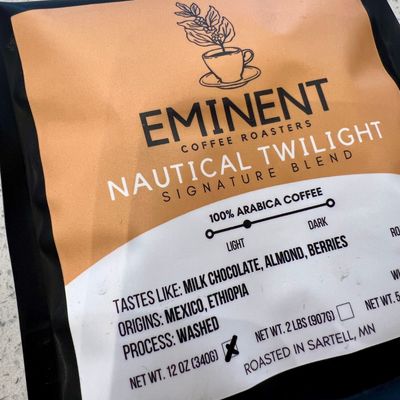 EMINENT
COFFEE ROASTERS
NAUTICAL TWILIGHT
SIGNATURE BLEND
100% ARABICA COFFEE
LIGHT DARK
TASTES LIKE: MILK CHOCOLATE, ALMOND, BERRIES
ORIGINS: MEXICO, ETHIOPIA
PROCESS: WASHED
NET WT. 12 OZ (340G) NET WT. 2 LBS (907G) NET WT. 5
ROASTED IN SARTELL, MN